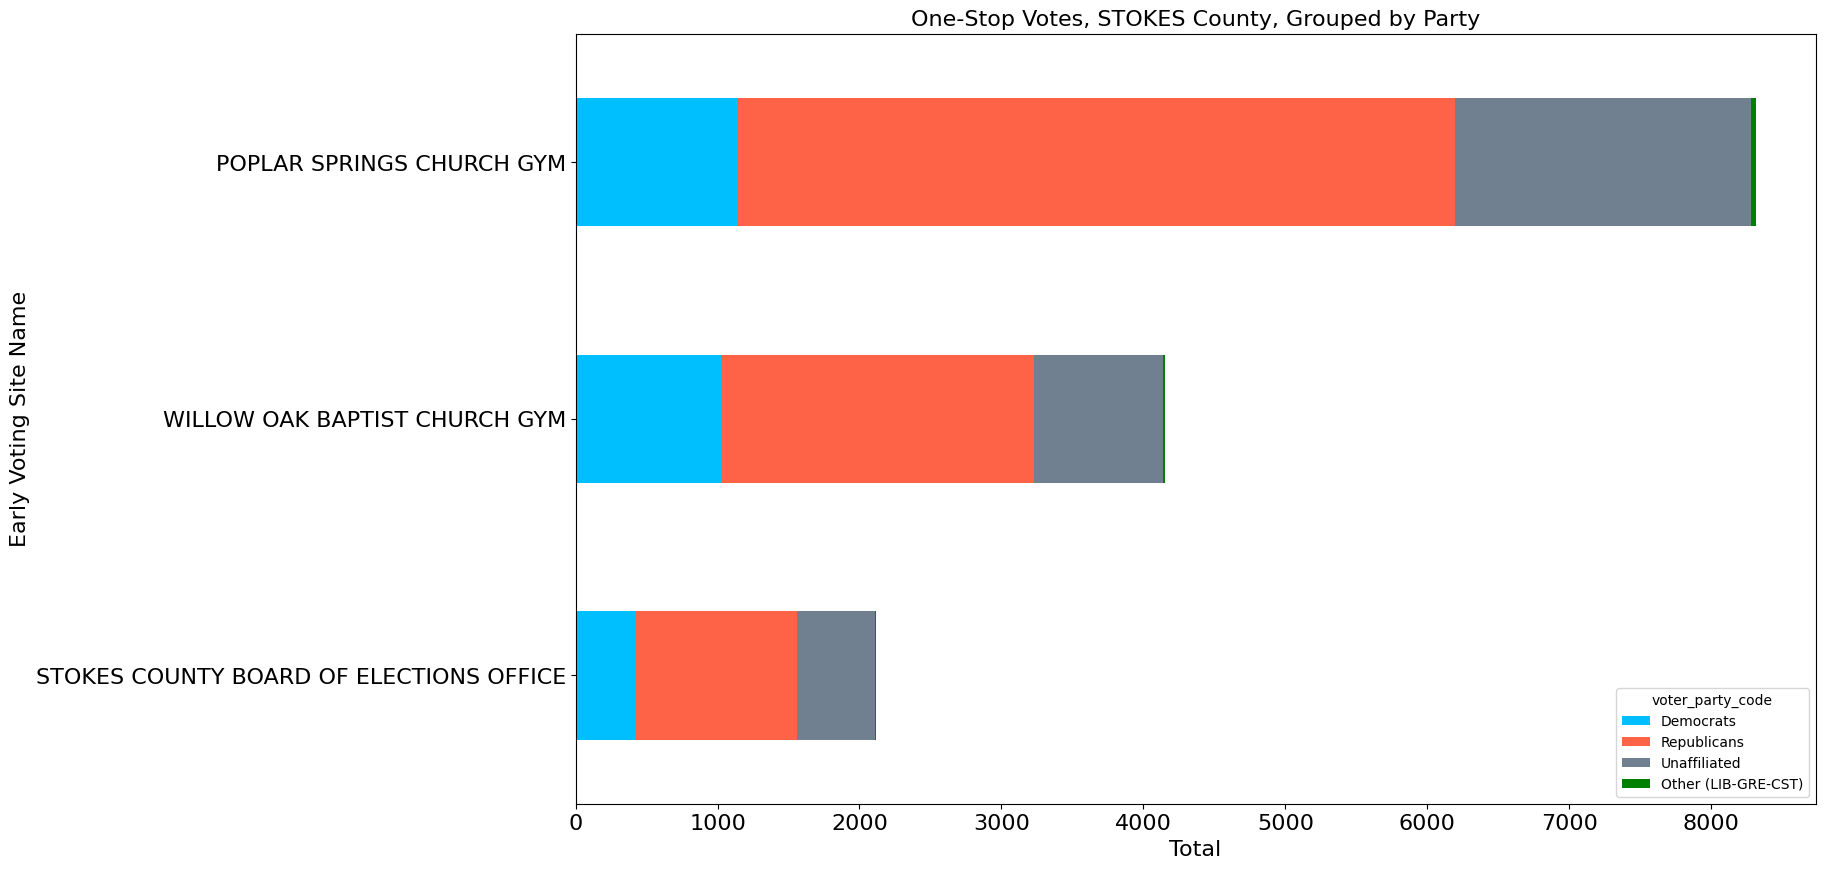 One-Stop Votes, STOKES County, Grouped by Party
Early Voting Site Name
POPLAR SPRINGS CHURCH GYM
WILLOW OAK BAPTIST CHURCH GYM
STOKES COUNTY BOARD OF ELECTIONS OFFICE
voter_party_code
Democrats
Republicans
Unaffiliated
Other (LIB-GRE-CST)
0 1000 2000 3000 4000 5000 6000 7000 8000
Total